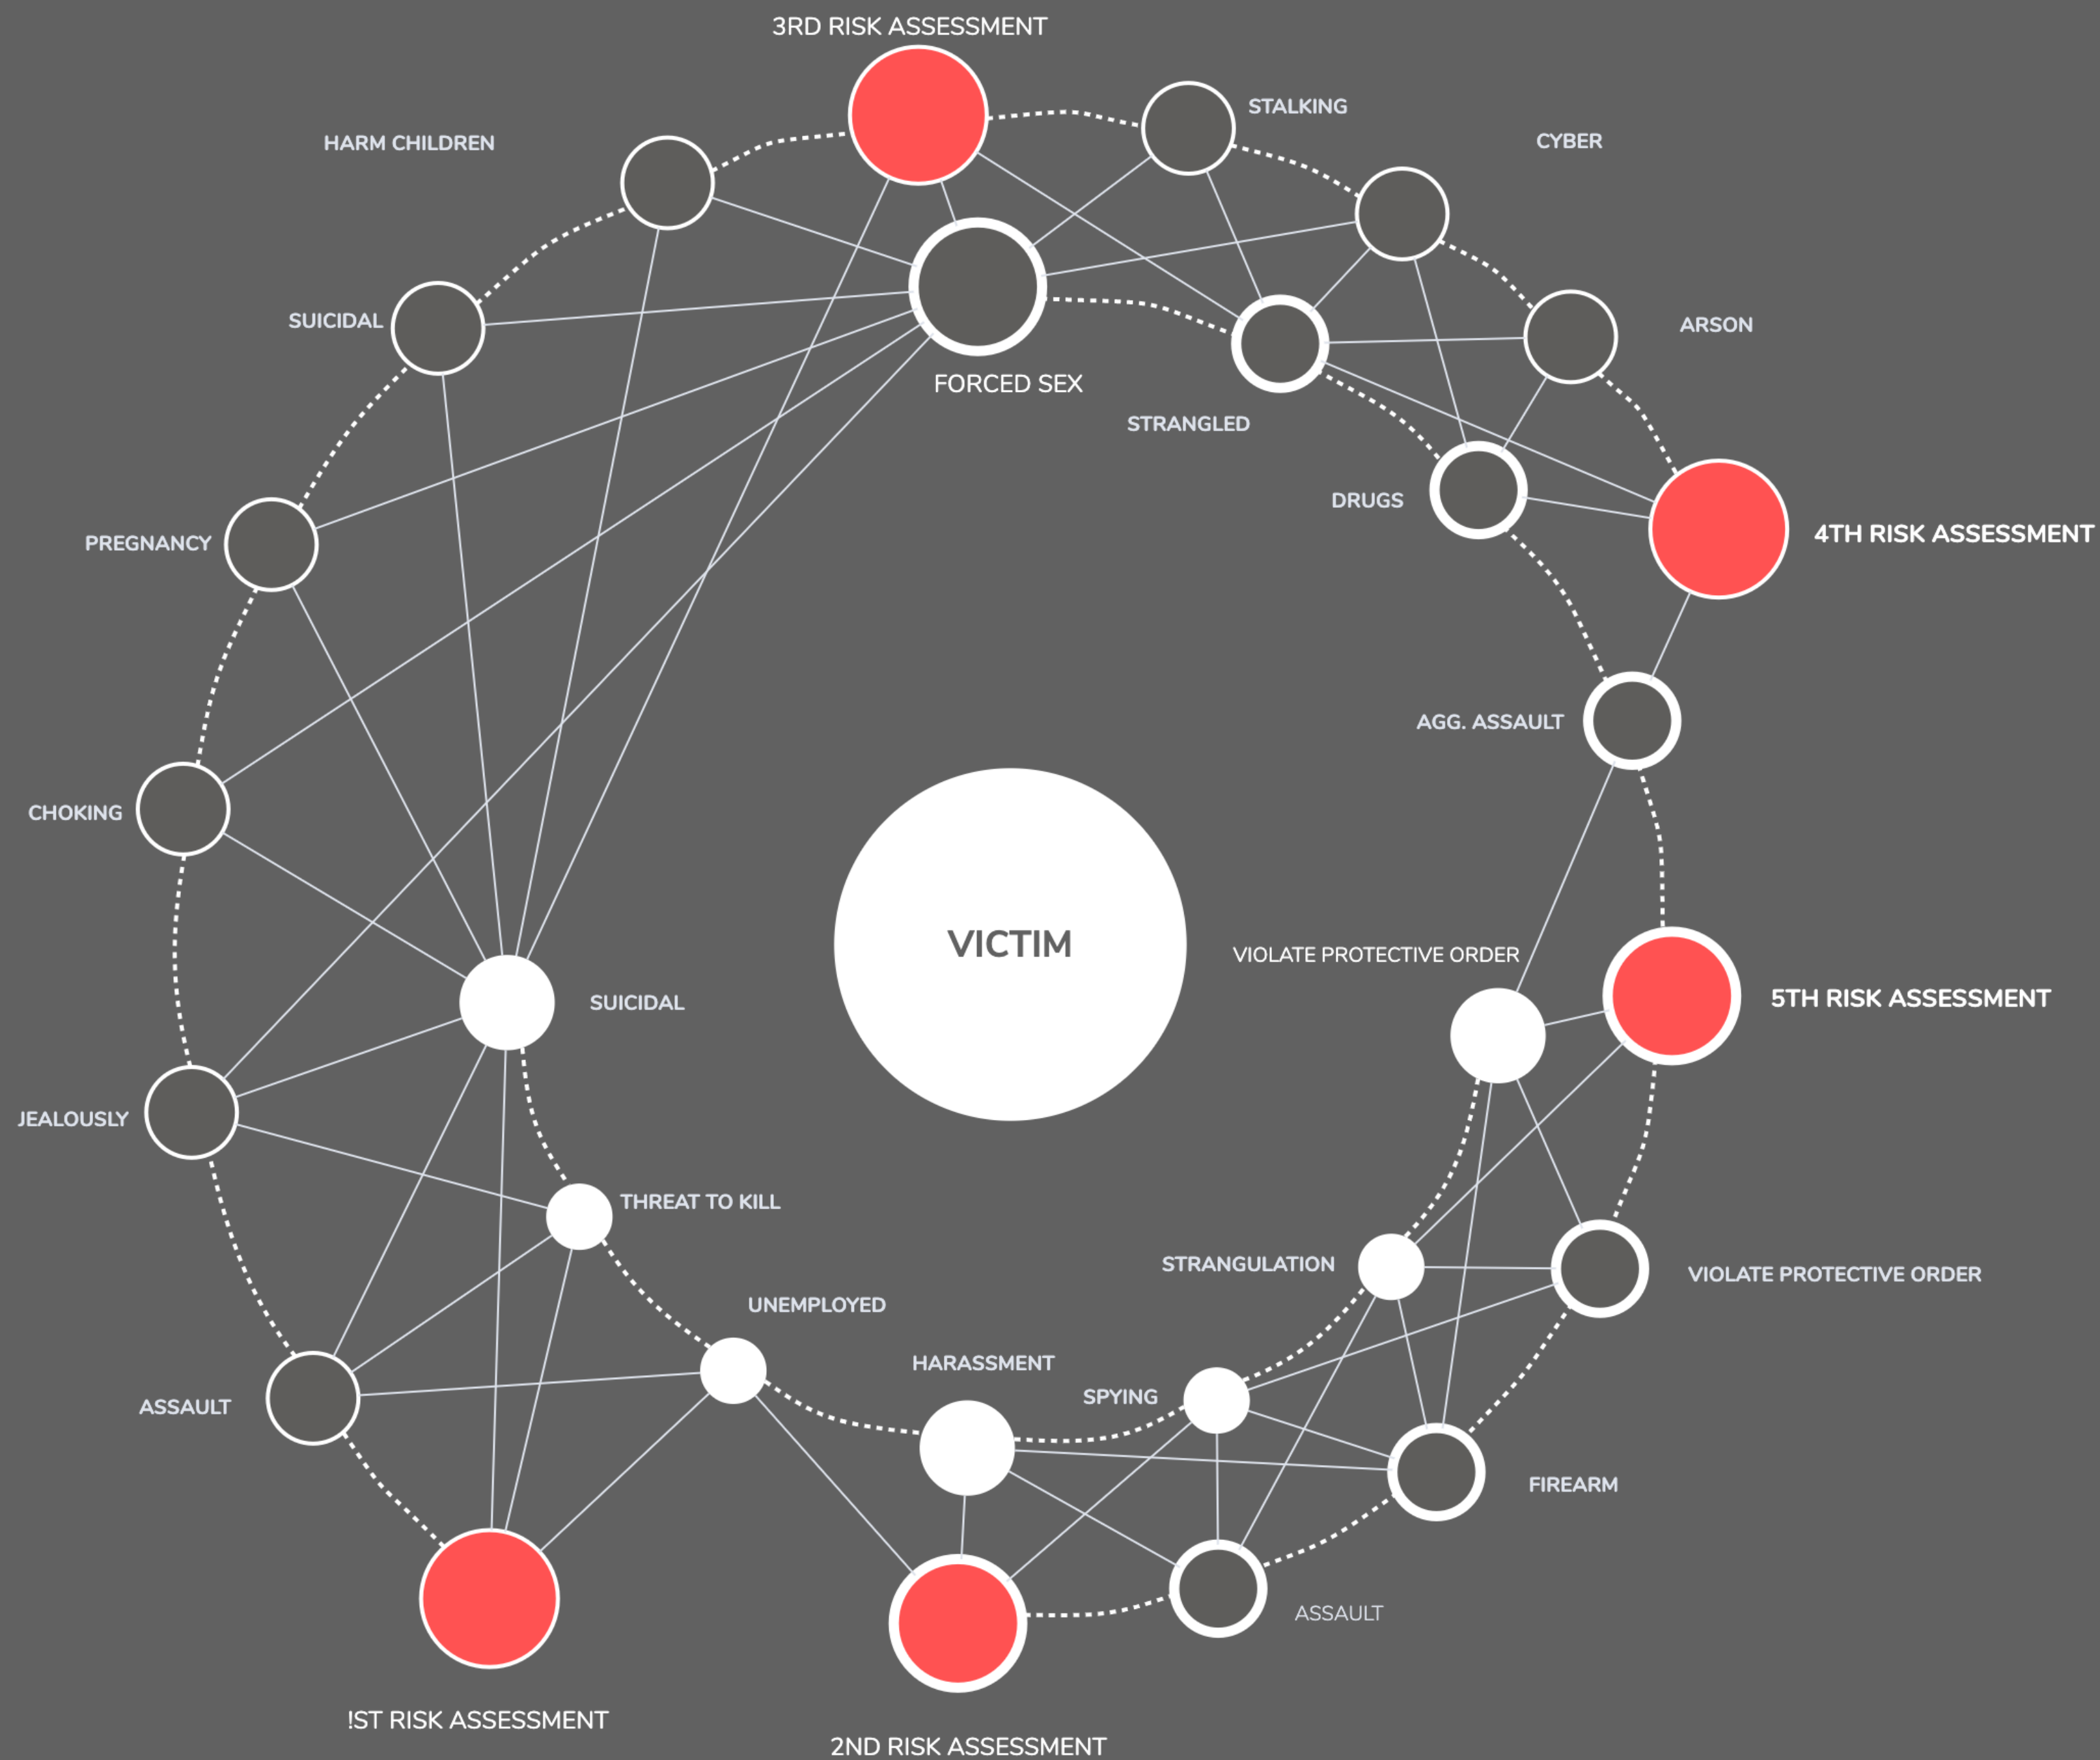 3RD RISK ASSESSMENT
STALKING
HARM CHILDREN
CYBER
SUICIDAL
ARSON
FORCED SEX
STRANGLED
DRUGS
4TH RISK ASSESSMENT
PREGNANCY
AGG. ASSAULT
CHOKING
VICTIM
VIOLATE PROTECTIVE ORDER
5TH RISK ASSESSMENT
SUICIDAL
JEALOUSLY
THREAT TO KILL
STRANGULATION
VIOLATE PROTECTIVE ORDER
UNEMPLOYED
HARASSMENT
SPYING
ASSAULT
FIREARM
ASSAULT
!ST RISK ASSESSMENT
2ND RISK ASSESSMENT